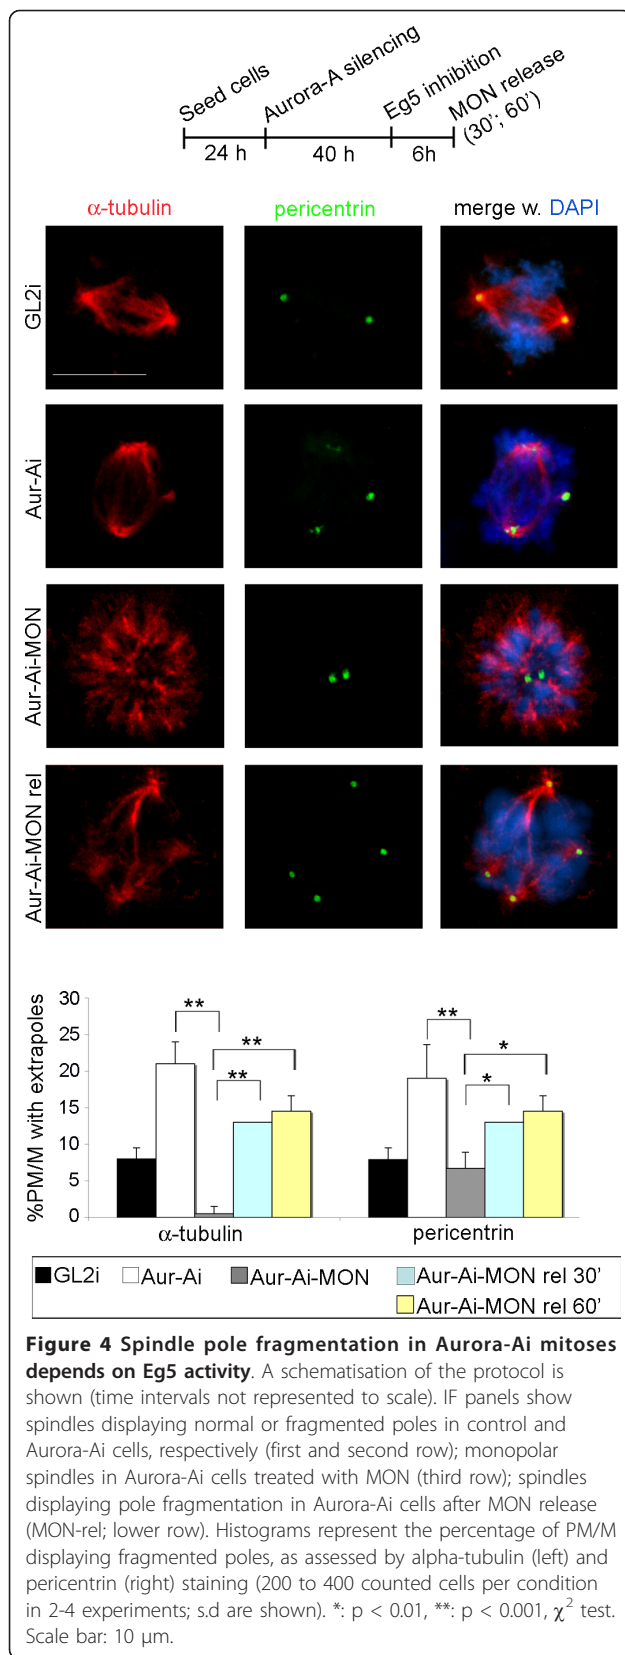 Seed cells
Aurora-A silencing
Eg5 inhibition
MON release
(30'; 60')
24 h 40 h 6h
α-tubulin pericentrin merge w. DAPI
GL2i
Aur-Ai
Aur-Ai-MON
Aur-Ai-MON rel
%PM/M with extrapoles
30
25
20
15
10
5
0
** ** **
** * *
α-tubulin pericentrin
GL2i Aur-Ai Aur-Ai-MON Aur-Ai-MON rel 30'
Aur-Ai-MON rel 60'
Figure 4 Spindle pole fragmentation in Aurora-Ai mitoses
depends on Eg5 activity. A schematisation of the protocol is
shown (time intervals not represented to scale). IF panels show
spindles displaying normal or fragmented poles in control and
Aurora-Ai cells, respectively (first and second row); monopolar
spindles in Aurora-Ai cells treated with MON (third row); spindles
displaying pole fragmentation in Aurora-Ai cells after MON release
(MON-rel; lower row). Histograms represent the percentage of PM/M
displaying fragmented poles, as assessed by alpha-tubulin (left) and
pericentrin (right) staining (200 to 400 counted cells per condition
in 2-4 experiments; s.d are shown). *: p < 0.01, **: p < 0.001, χ² test.
Scale bar: 10 μm.